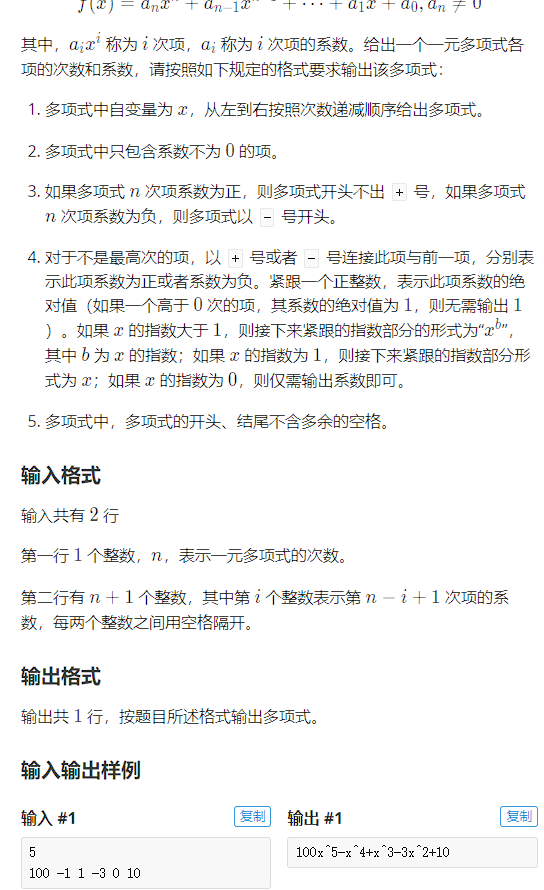 f(x) = aₙxⁿ + aₙ₋₁xⁿ⁻¹ + ⋯ + a₁x + a₀, aₙ ≠ 0
其中，aᵢxⁱ 称为 i 次项，aᵢ 称为 i 次项的系数。给出一个一元多项式各
项的次数和系数，请按照如下规定的格式要求输出该多项式：
1. 多项式中自变量为 x，从左到右按照次数递减顺序给出多项式。
2. 多项式中只包含系数不为 0 的项。
3. 如果多项式 n 次项系数为正，则多项式开头不出 + 号，如果多项式
n 次项系数为负，则多项式以 - 号开头。
4. 对于不是最高次的项，以 + 号或者 - 号连接此项与前一项，分别表
示此项系数为正或者系数为负。紧跟一个正整数，表示此项系数的绝
对值（如果一个高于 0 次的项，其系数的绝对值为 1，则无需输出 1
）。如果 x 的指数大于 1，则接下来紧跟的指数部分的形式为“xᵇ”，
其中 b 为 x 的指数；如果 x 的指数为 1，则接下来紧跟的指数部分形
式为 x；如果 x 的指数为 0，则仅需输出系数即可。
5. 多项式中，多项式的开头、结尾不含多余的空格。
输入格式
输入共有 2 行
第一行 1 个整数，n，表示一元多项式的次数。
第二行有 n + 1 个整数，其中第 i 个整数表示第 n − i + 1 次项的系
数，每两个整数之间用空格隔开。
输出格式
输出共 1 行，按题目所述格式输出多项式。
输入输出样例
输入 #1 复制
5
100 -1 1 -3 0 10
输出 #1 复制
100x^5-x^4+x^3-3x^2+10